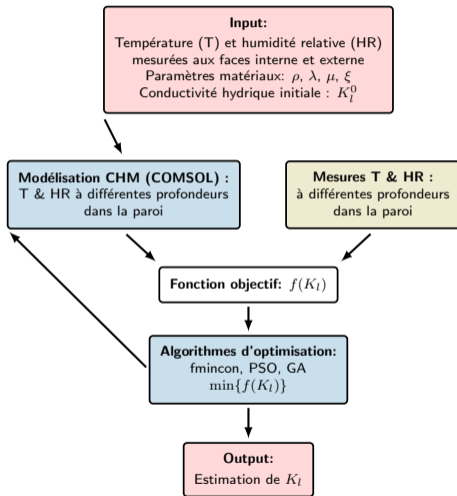 Input:
Température (T) et humidité relative (HR)
mesurées aux faces interne et externe
Paramètres matériaux: ρ, λ, μ, ξ
Conductivité hydrique initiale : K_l^0
Modélisation CHM (COMSOL) :
T & HR à différentes profondeurs
dans la paroi
Mesures T & HR :
à différentes profondeurs
dans la paroi
Fonction objectif: f(K_l)
Algorithmes d'optimisation:
fmincon, PSO, GA
min{f(K_l)}
Output:
Estimation de K_l